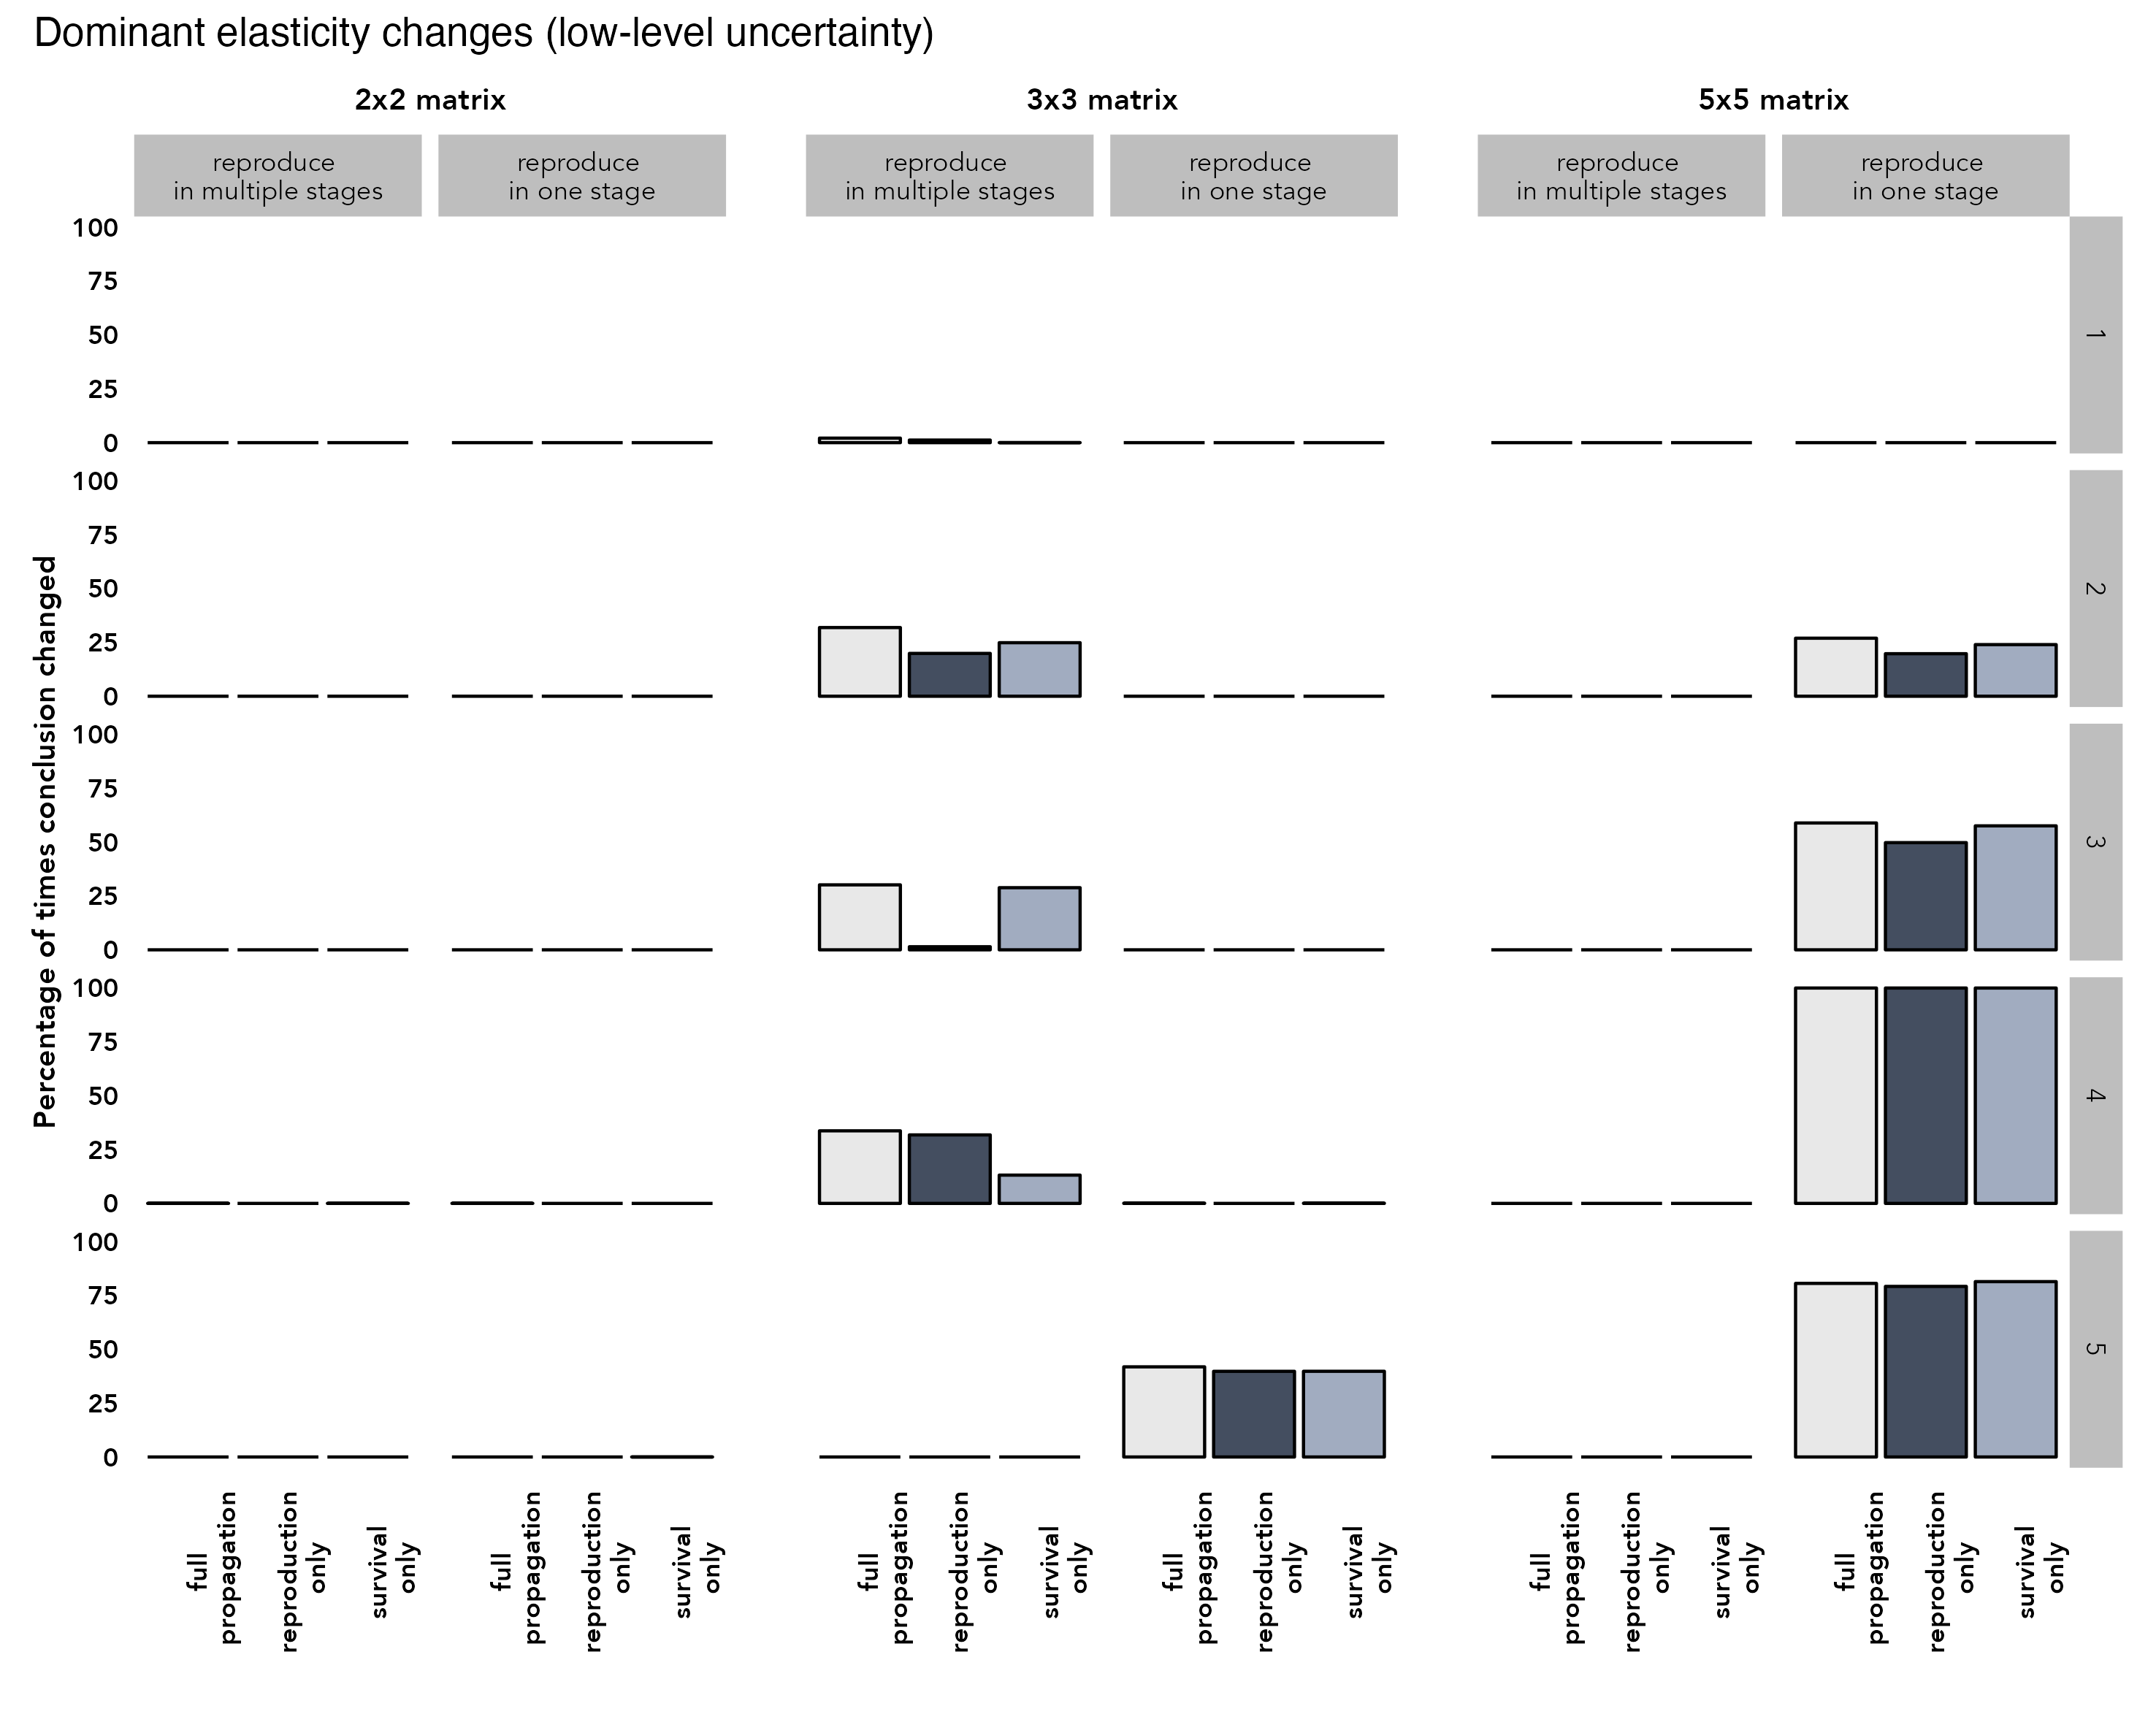 Dominant elasticity changes (low-level uncertainty)
2x2 matrix
3x3 matrix
5x5 matrix
reproduce
in multiple stages
reproduce
in one stage
reproduce
in multiple stages
reproduce
in one stage
reproduce
in multiple stages
reproduce
in one stage
Percentage of times conclusion changed
100
75
50
25
0
1
100
75
50
25
0
2
100
75
50
25
0
3
100
75
50
25
0
4
100
75
50
25
0
5
full
propagation
reproduction
only
survival
only
full
propagation
reproduction
only
survival
only
full
propagation
reproduction
only
survival
only
full
propagation
reproduction
only
survival
only
full
propagation
reproduction
only
survival
only
full
propagation
reproduction
only
survival
only